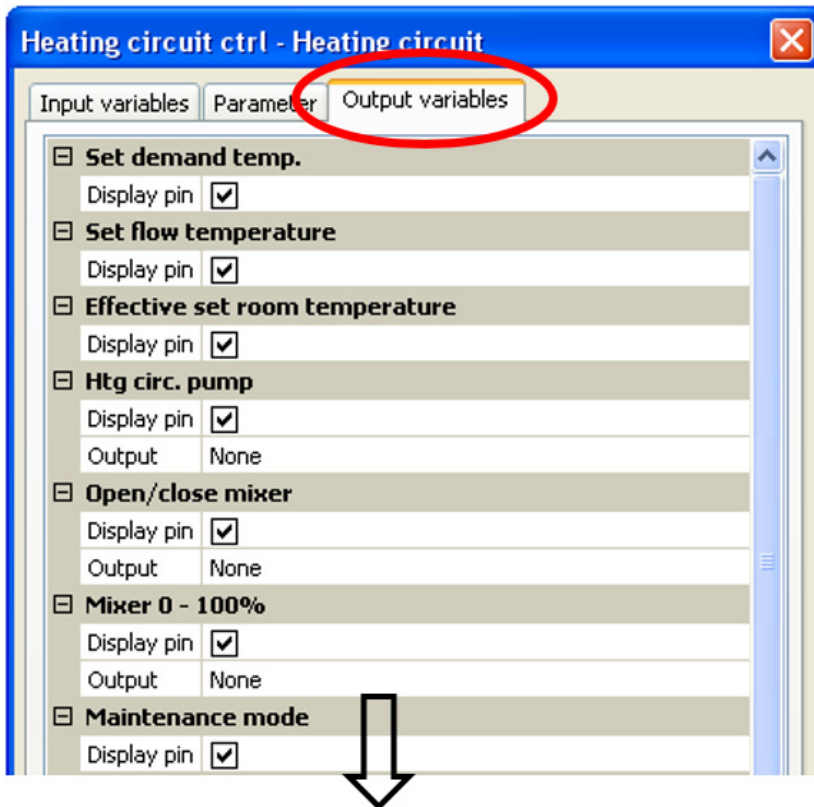 Heating circuit ctrl - Heating circuit
Input variables Parameter Output variables
Set demand temp.
Display pin
Set flow temperature
Display pin
Effective set room temperature
Display pin
Htg circ. pump
Display pin
Output None
Open/close mixer
Display pin
Output None
Mixer 0 - 100%
Display pin
Output None
Maintenance mode
Display pin